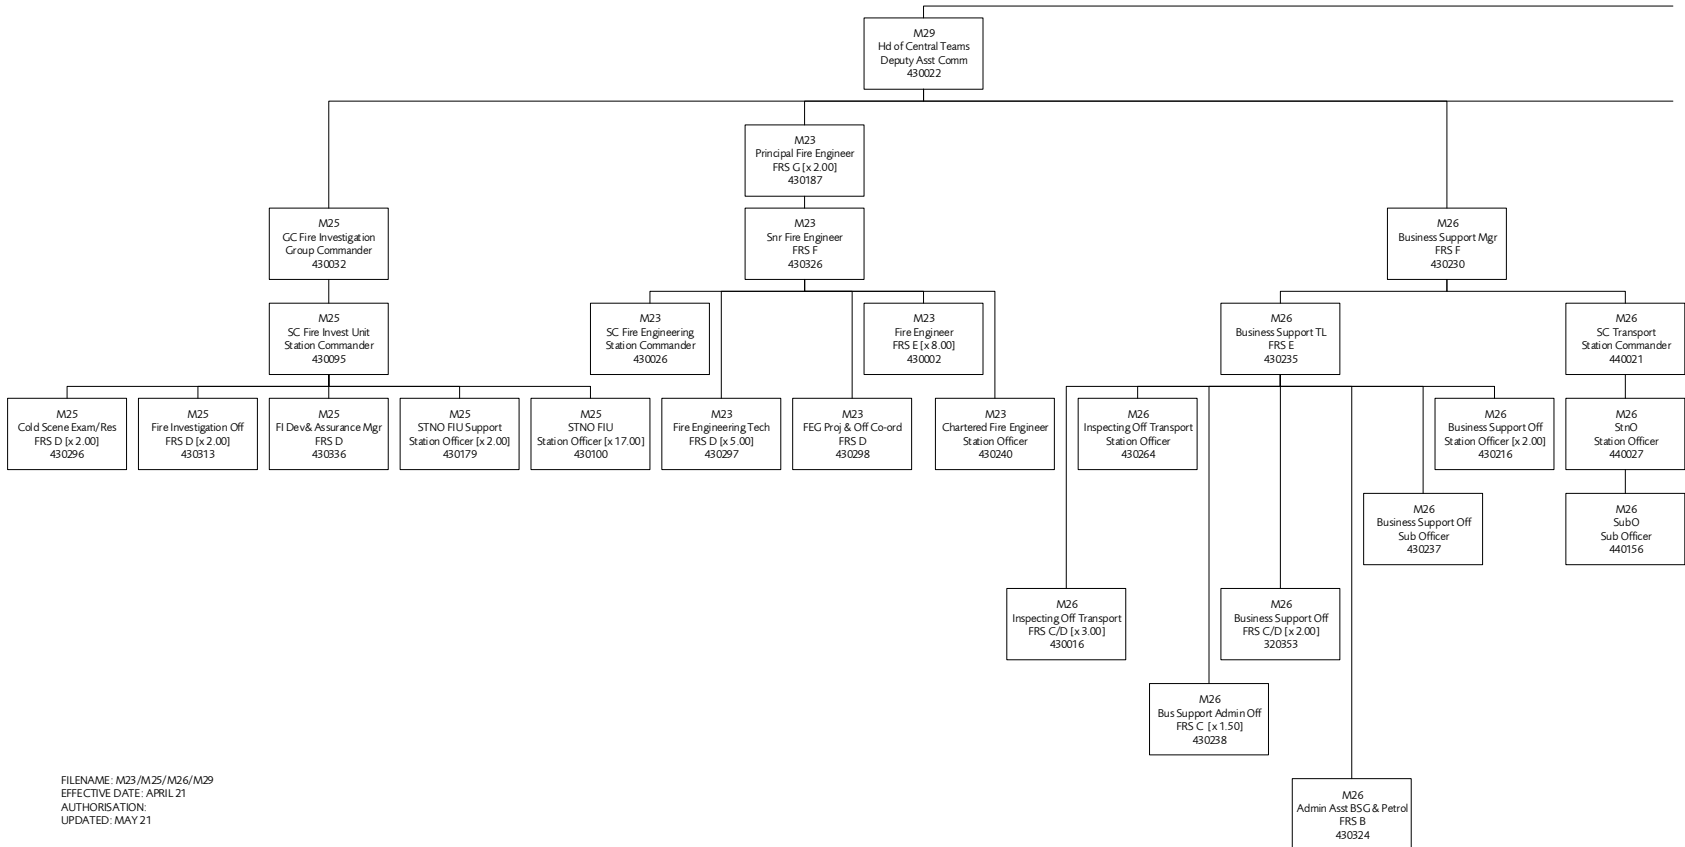 M29
Hd of Central Teams
Deputy Asst Comm
430022
M23
Principal Fire Engineer
FRS G [x 2.00]
430187
M25
GC Fire Investigation
Group Commander
430032
M23
Snr Fire Engineer
FRS F
430326
M26
Business Support Mgr
FRS F
430230
M25
SC Fire Invest Unit
Station Commander
430095
M23
SC Fire Engineering
Station Commander
430026
M23
Fire Engineer
FRS E [x 8.00]
430002
M26
Business Support TL
FRS E
430235
M26
SC Transport
Station Commander
440021
M25
Cold Scene Exam/Res
FRS D [x 2.00]
430296
M25
Fire Investigation Off
FRS D [x 2.00]
430313
M25
FI Dev & Assurance Mgr
FRS D
430336
M25
STNO FIU Support
Station Officer [x 2.00]
430179
M25
STNO FIU
Station Officer [x 17.00]
430100
M23
Fire Engineering Tech
FRS D [x 5.00]
430297
M23
FEG Proj & Off Co-ord
FRS D
430298
M23
Chartered Fire Engineer
Station Officer
430240
M26
Inspecting Off Transport
Station Officer
430264
M26
Business Support Off
Station Officer [x 2.00]
430216
M26
StnO
Station Officer
440027
M26
Business Support Off
Sub Officer
430237
M26
SubO
Sub Officer
440156
M26
Inspecting Off Transport
FRS C/D [x 3.00]
430016
M26
Business Support Off
FRS C/D [x 2.00]
320353
M26
Bus Support Admin Off
FRS C [x 1.50]
430238
M26
Admin Asst BSG & Petrol
FRS B
430324
FILENAME: M23/M25/M26/M29
EFFECTIVE DATE: APRIL 21
AUTHORISATION:
UPDATED: MAY 21